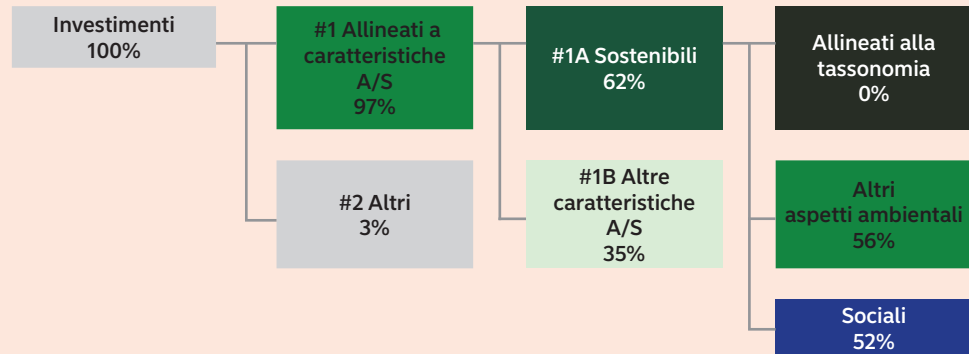 Investimenti
100%
#1 Allineati a
caratteristiche
A/S
97%
#1A Sostenibili
62%
Allineati alla
tassonomia
0%
#2 Altri
3%
#1B Altre
caratteristiche
A/S
35%
Altri
aspetti ambientali
56%
Sociali
52%